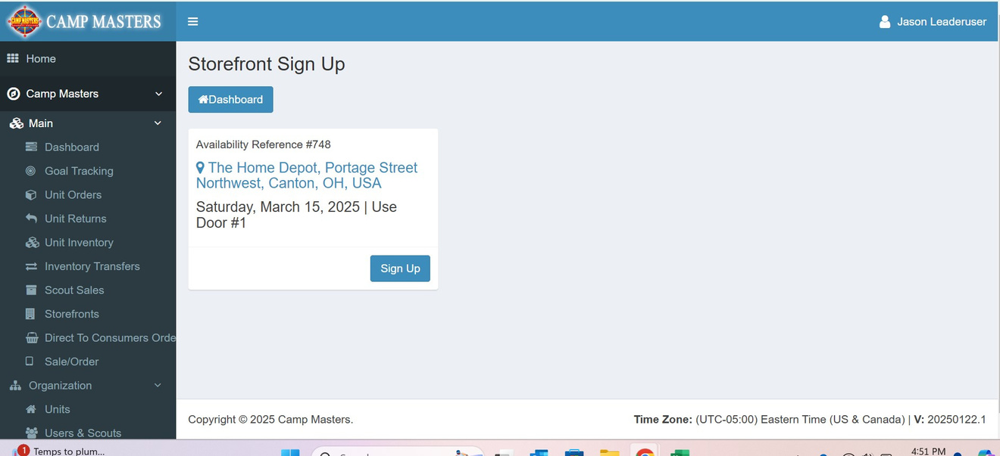 CAMP MASTERS
Jason Leaderuser
Home
Camp Masters
Main
Dashboard
Goal Tracking
Unit Orders
Unit Returns
Unit Inventory
Inventory Transfers
Scout Sales
Storefronts
Direct To Consumers Orde
Sale/Order
Organization
Units
Users & Scouts
Storefront Sign Up
Dashboard
Availability Reference #748
The Home Depot, Portage Street
Northwest, Canton, OH, USA
Saturday, March 15, 2025 | Use
Door #1
Sign Up
Copyright © 2025 Camp Masters.
Time Zone: (UTC-05:00) Eastern Time (US & Canada) | V: 20250122.1
1
Temps to plum...
4:51 PM